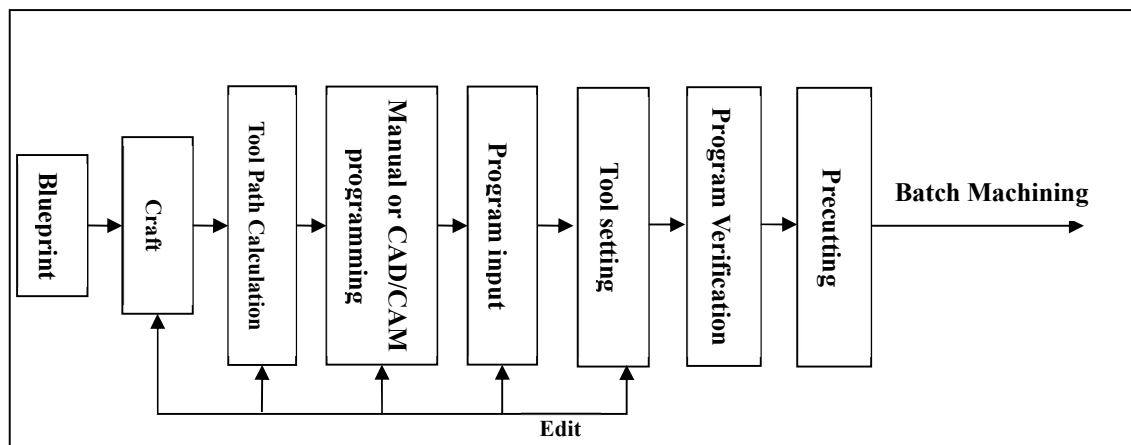 Blueprint
Craft
Tool Path Calculation
Manual or CAD/CAM
programming
Program input
Tool setting
Program Verification
Precutting
Batch Machining
Edit